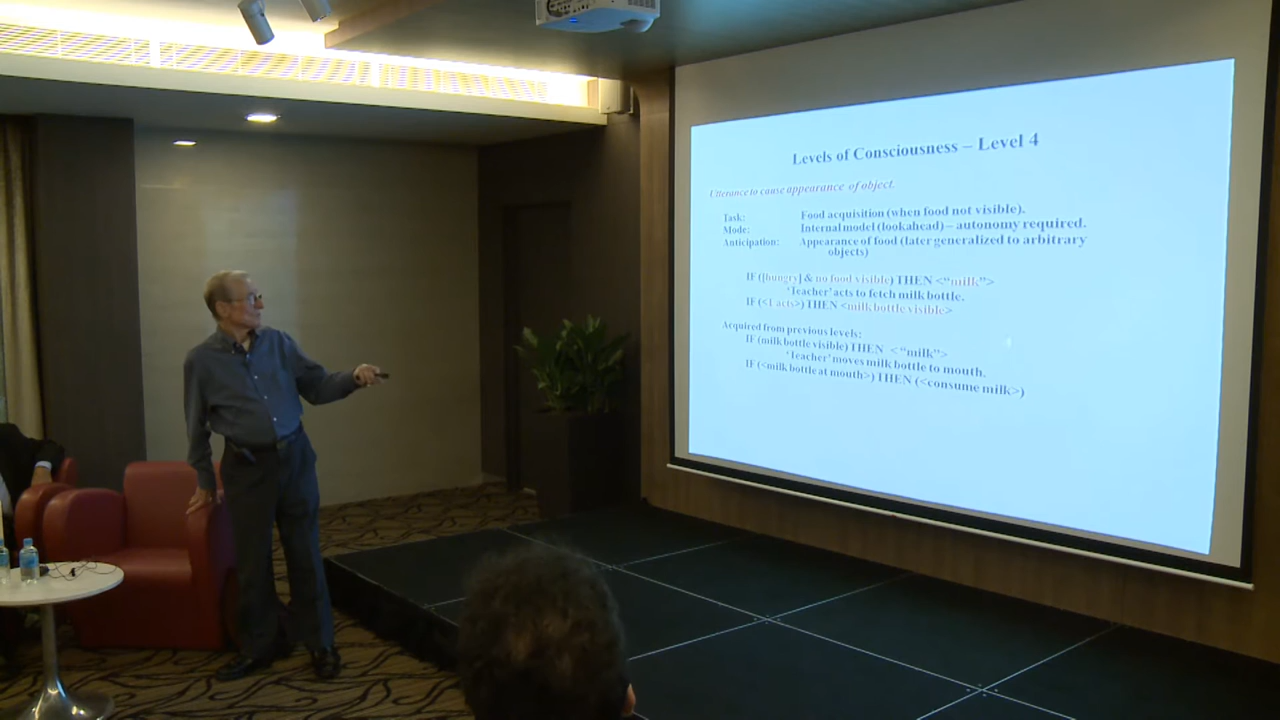 Levels of Consciousness – Level 4
Utterance to cause appearance of object.
Task: Food acquisition (when food not visible).
Mode: Internal model (lookahead) – autonomy required.
Anticipation: Appearance of food (later generalized to arbitrary
objects)
IF ([hungry] & no food visible) THEN <“milk”>
‘Teacher’ acts to fetch milk bottle.
IF (<T acts>) THEN <milk bottle visible>
Acquired from previous levels:
IF (milk bottle visible) THEN <“milk”>
‘Teacher’ moves milk bottle to mouth.
IF (<milk bottle at mouth>) THEN (<consume milk>)